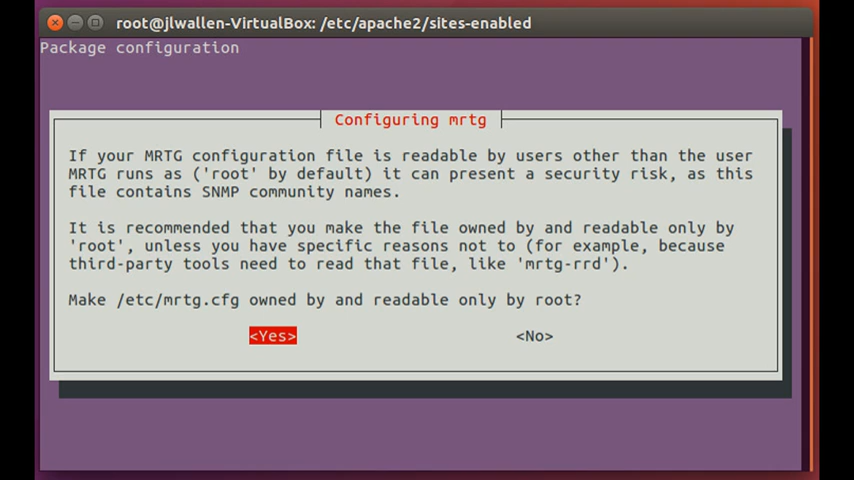 root@jlwallen-VirtualBox: /etc/apache2/sites-enabled
Package configuration
Configuring mrtg
If your MRTG configuration file is readable by users other than the user
MRTG runs as ('root' by default) it can present a security risk, as this
file contains SNMP community names.
It is recommended that you make the file owned by and readable only by
'root', unless you have specific reasons not to (for example, because
third-party tools need to read that file, like 'mrtg-rrd').
Make /etc/mrtg.cfg owned by and readable only by root?
<Yes> <No>